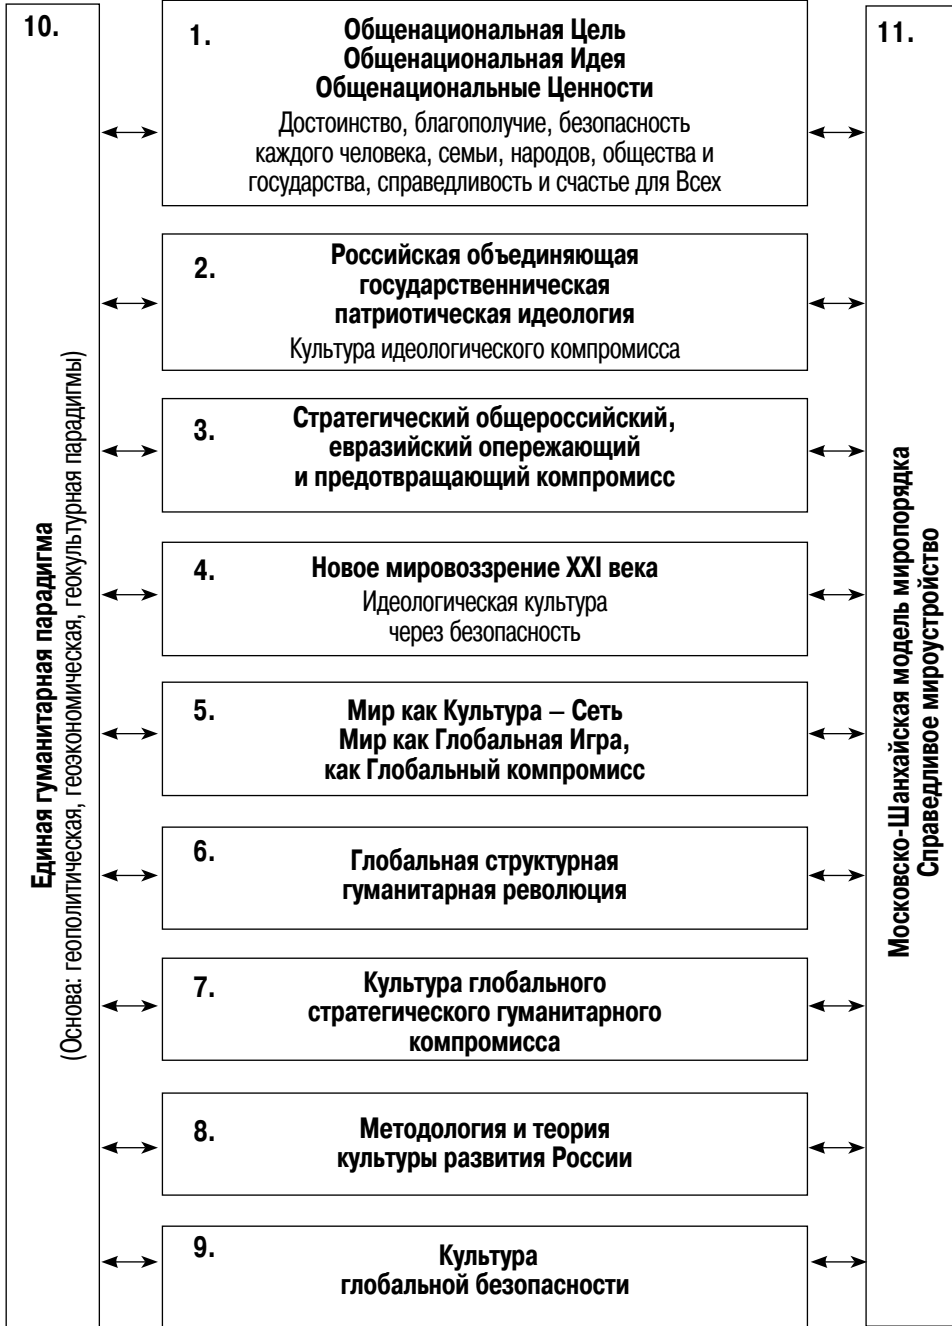 10.
Единая гуманитарная парадигма
(Основа: геополитическая, геоэкономическая, геокультурная парадигмы)
1.
Общенациональная Цель
Общенациональная Идея
Общенациональные Ценности
Достоинство, благополучие, безопасность
каждого человека, семьи, народов, общества и
государства, справедливость и счастье для Всех
2.
Российская объединяющая
государственническая
патриотическая идеология
Культура идеологического компромисса
3.
Стратегический общероссийский,
евразийский опережающий
и предотвращающий компромисс
4.
Новое мировоззрение XXI века
Идеологическая культура
через безопасность
5.
Мир как Культура – Сеть
Мир как Глобальная Игра,
как Глобальный компромисс
6.
Глобальная структурная
гуманитарная революция
7.
Культура глобального
стратегического гуманитарного
компромисса
8.
Методология и теория
культуры развития России
9.
Культура
глобальной безопасности
11.
Московско-Шанхайская модель миропорядка
Справедливое мироустройство